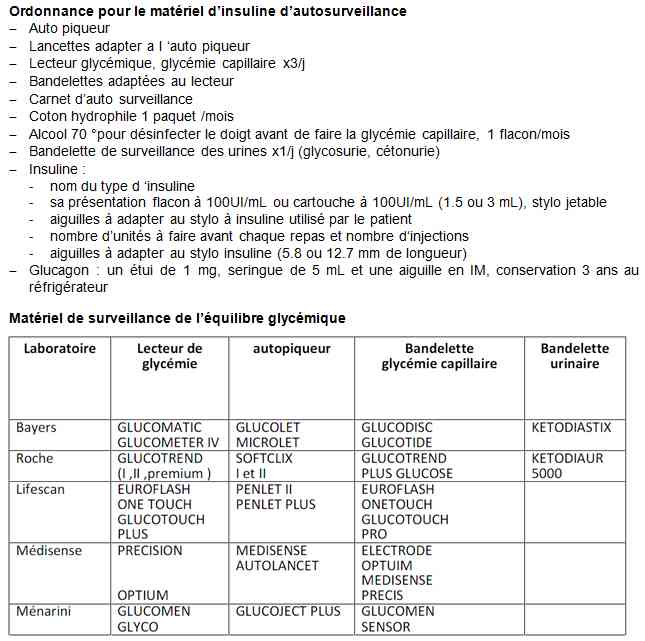 Ordonnance pour le matériel d’insuline d’autosurveillance
– Auto piqueur
– Lancettes adapter a l ‘auto piqueur
– Lecteur glycémique, glycémie capillaire x3/j
– Bandelettes adaptées au lecteur
– Carnet d’auto surveillance
– Coton hydrophile 1 paquet /mois
– Alcool 70 °pour désinfecter le doigt avant de faire la glycémie capillaire, 1 flacon/mois
– Bandelette de surveillance des urines x1/j (glycosurie, cétonurie)
– Insuline :
- nom du type d ‘insuline
- sa présentation flacon à 100UI/mL ou cartouche à 100UI/mL (1.5 ou 3 mL), stylo jetable
- aiguilles à adapter au stylo à insuline utilisé par le patient
- nombre d’unités à faire avant chaque repas et nombre d’injections
- aiguilles à adapter au stylo insuline (5.8 ou 12.7 mm de longueur)
– Glucagon : un étui de 1 mg, seringue de 5 mL et une aiguille en IM, conservation 3 ans au
réfrigérateur
Matériel de surveillance de l’équilibre glycémique
Laboratoire Lecteur de autopiqueur Bandelette Bandelette
glycémie glycémie capillaire urinaire
Bayers GLUCOMATIC GLUCOLET GLUCODISC KETODIASTIX
GLUCOMETER IV MICROLET GLUCOTIDE
Roche GLUCOTREND SOFTCLIX GLUCOTREND KETODIAUR
(I ,II ,premium ) I et II PLUS GLUCOSE 5000
Lifescan EUROFLASH PENLET II EUROFLASH
ONE TOUCH PENLET PLUS ONETOUCH
GLUCOTOUCH GLUCOTOUCH
PLUS PRO
Médisense PRECISION MEDISENSE ELECTRODE
AUTOLANCET OPTUIM
MEDISENSE
OPTIUM PRECIS
Ménarini GLUCOMEN GLUCOJECT PLUS GLUCOMEN
GLYCO SENSOR